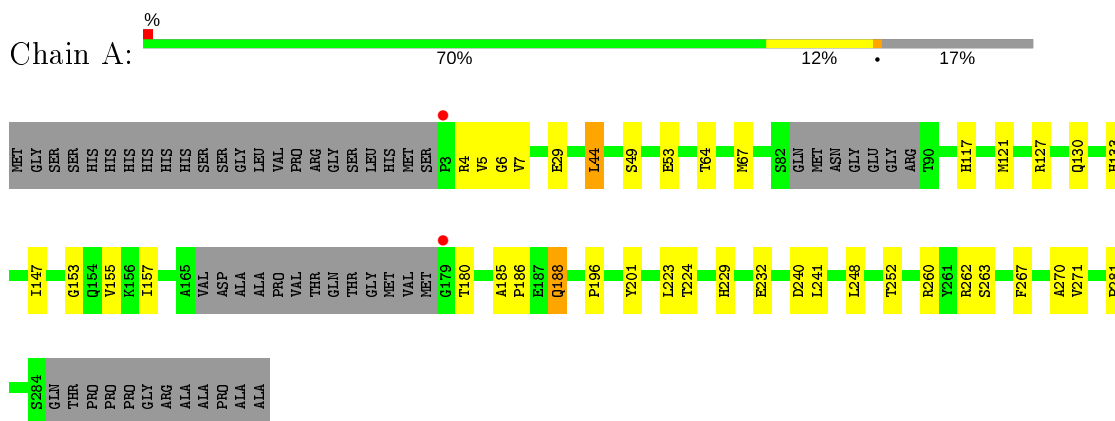 %
Chain A:
70% 12% • 17%
MET GLY SER SER HIS HIS HIS HIS HIS HIS SER SER GLY LEU VAL PRO ARG GLY SER LEU HIS MET SER P3 R4 V5 G6 V7 E29 L44 S49 E53 T64 M67 S82 GLN MET ASN GLY GLU GLY ARG T90 H117 M121 R127 Q130 H133
I147 G153 Q154 V155 K156 I157 A165 VAL ASP ALA ALA PRO VAL THR GLN THR GLY MET VAL MET G179 T180 A185 P186 E187 Q188 P196 Y201 L223 T224 H229 E232 D240 L241 L248 T252 R260 Y261 R262 S263 F267 A270 V271
S284 GLN THR PRO PRO PRO GLY ARG ALA ALA PRO ALA ALA